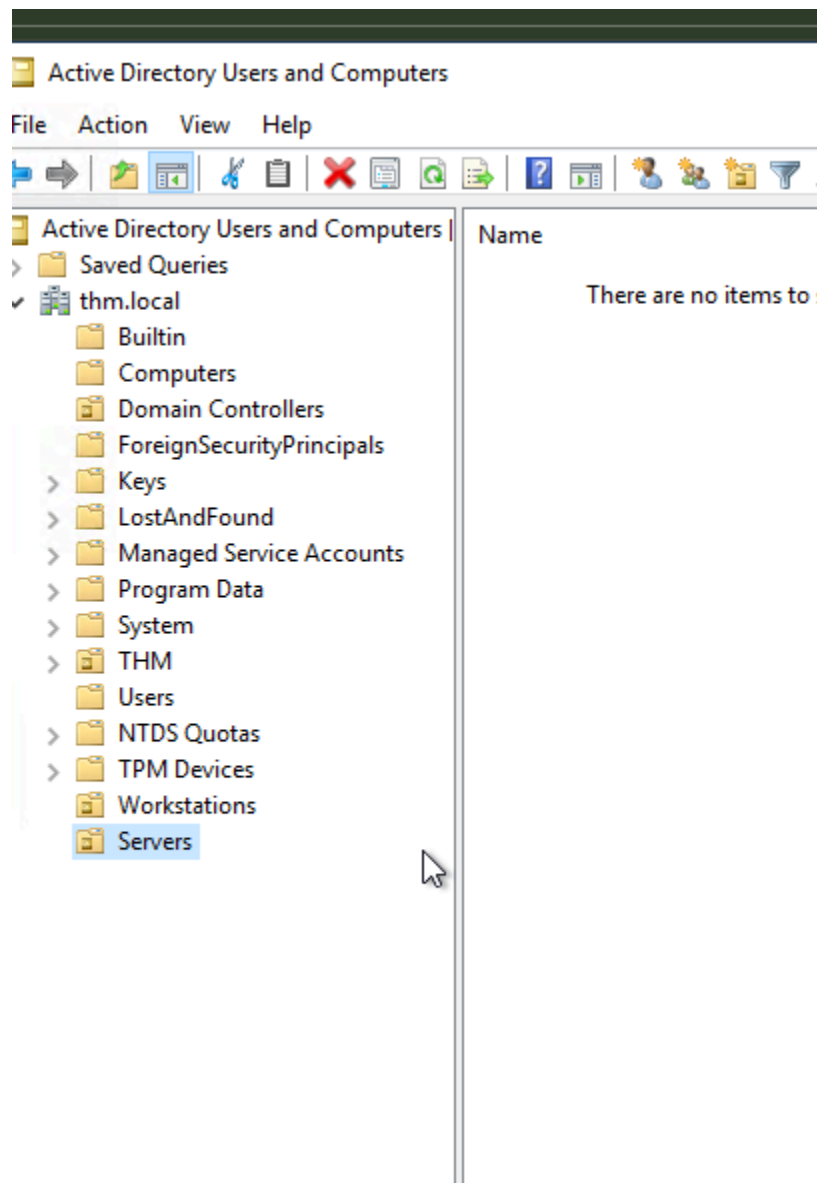 Active Directory Users and Computers
File Action View Help
Active Directory Users and Computers
Name
Saved Queries
There are no items to
thm.local
Builtin
Computers
Domain Controllers
ForeignSecurityPrincipals
Keys
LostAndFound
Managed Service Accounts
Program Data
System
THM
Users
NTDS Quotas
TPM Devices
Workstations
Servers